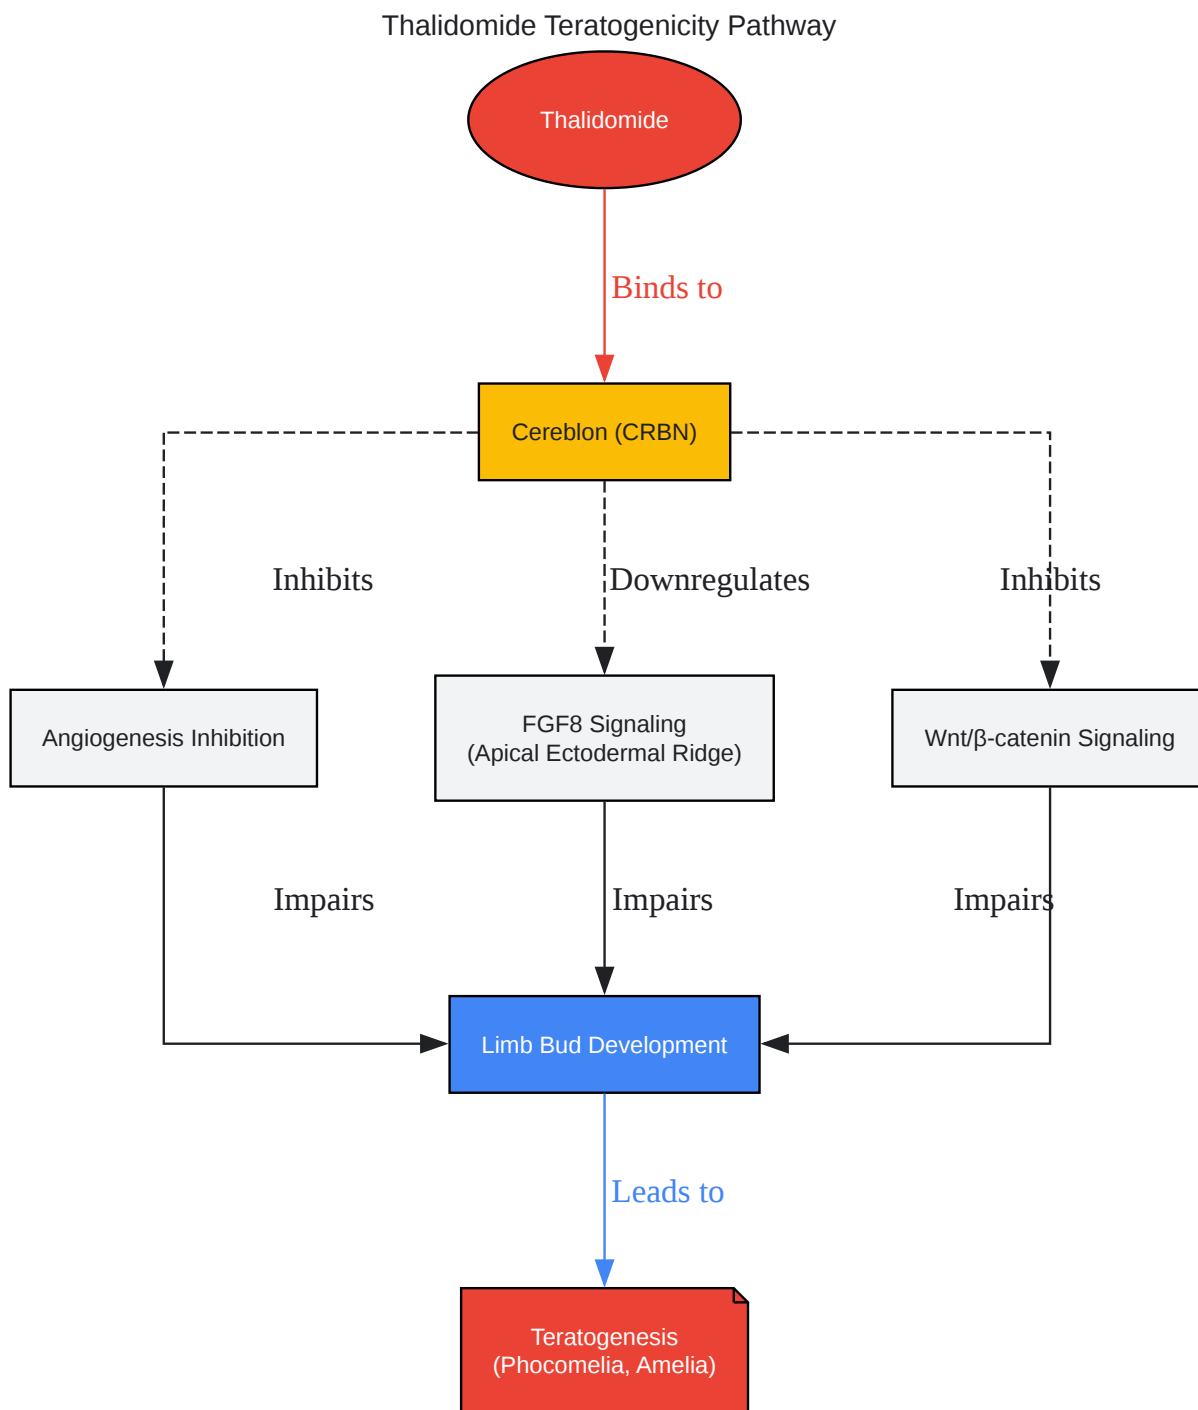 Thalidomide Teratogenicity Pathway
Thalidomide
Binds to
Cereblon (CRBN)
Inhibits
Downregulates
Inhibits
Angiogenesis Inhibition
FGF8 Signaling
(Apical Ectodermal Ridge)
Wnt/β-catenin Signaling
Impairs
Impairs
Impairs
Limb Bud Development
Leads to
Teratogenesis
(Phocomelia, Amelia)